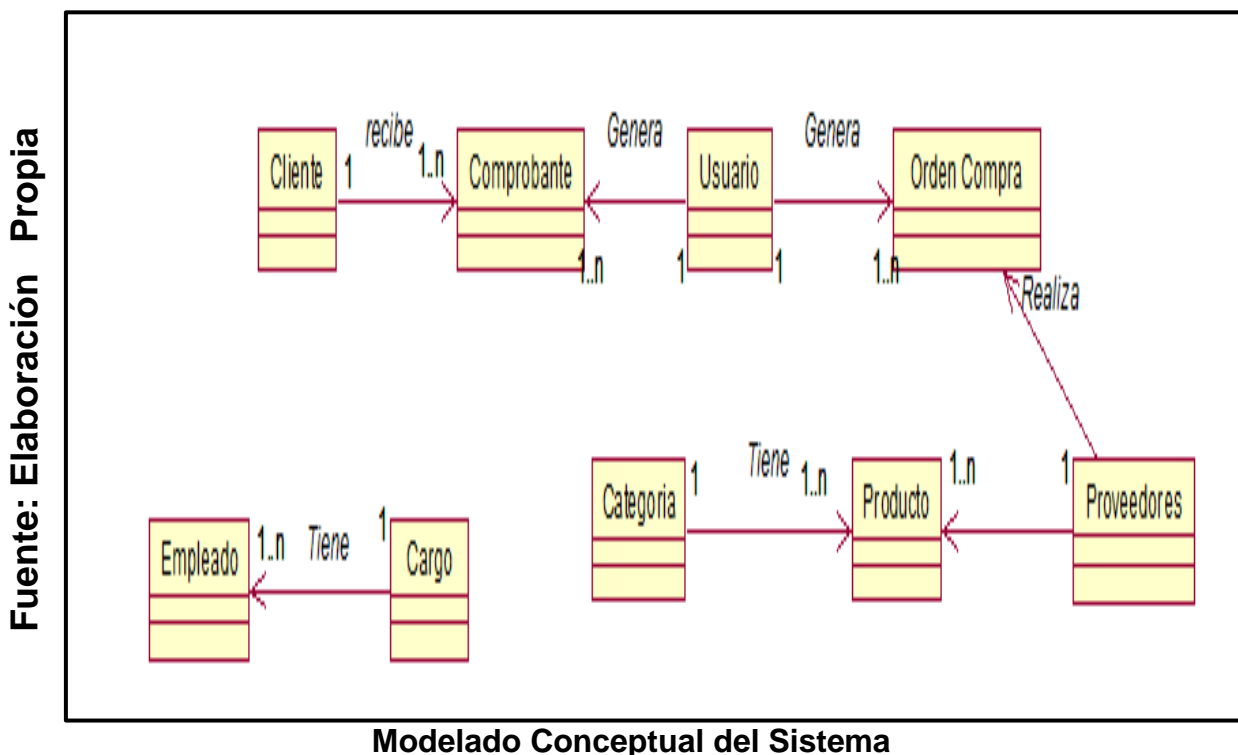 Fuente: Elaboración Propia
recibe
Genera
Genera
Cliente
1
1..n
Comprobante
Usuario
Orden Compra
1..n
1
1
1..n
Realiza
Categoria
1
Tiene
1..n
Producto
1..n
1
Proveedores
Empleado
1..n
Tiene
1
Cargo
Modelado Conceptual del Sistema